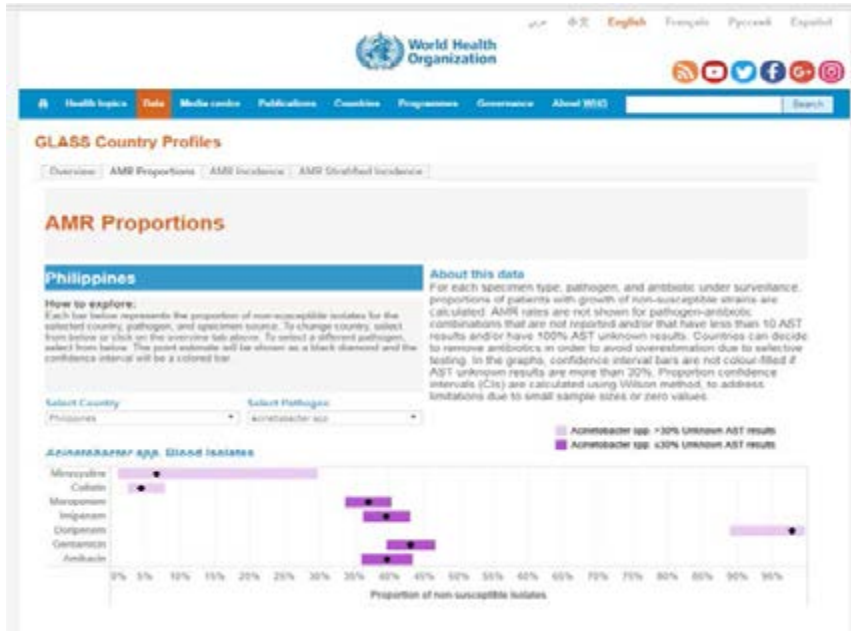 عربي 中文 English Français Русский Español
World Health
Organization
Health topics Data Media centre Publications Countries Programmes Governance About WHO Search
GLASS Country Profiles
Overview AMR Proportions AMR Incidence AMR Stratified Incidence
AMR Proportions
Philippines
How to explore:
Each bar below represents the proportion of non-susceptible isolates for the
selected country, pathogen, and specimen source. To change country, select
from below or click on the overview tab above. To select a different pathogen,
select from below. The point estimate will be shown as a black diamond and the
confidence interval will be a colored bar
About this data
For each specimen type, pathogen, and antibiotic under surveillance,
proportions of patients with growth of non-susceptible strains are
calculated. AMR rates are not shown for pathogen-antibiotic
combinations that are not reported and/or that have less than 10 AST
results and/or have 100% AST unknown results. Countries can decide
to remove antibiotics in order to avoid overestimation due to selective
testing. In the graphs, confidence interval bars are not colour-filled if
AST unknown results are more than 30%. Proportion confidence
intervals (CIs) are calculated using Wilson method, to address
limitations due to small sample sizes or zero values.
Select Country Select Pathogen
Philippines Acinetobacter spp
Acinetobacter spp. >30% Unknown AST results
Acinetobacter spp. ≤30% Unknown AST results
Acinetobacter spp. Blood Isolates
Minocycline
Colistin
Meropenem
Imipenem
Doripenem
Gentamicin
Amikacin
0% 5% 10% 15% 20% 25% 30% 35% 40% 45% 50% 55% 60% 65% 70% 75% 80% 85% 90% 95%
Proportion of non-susceptible isolates